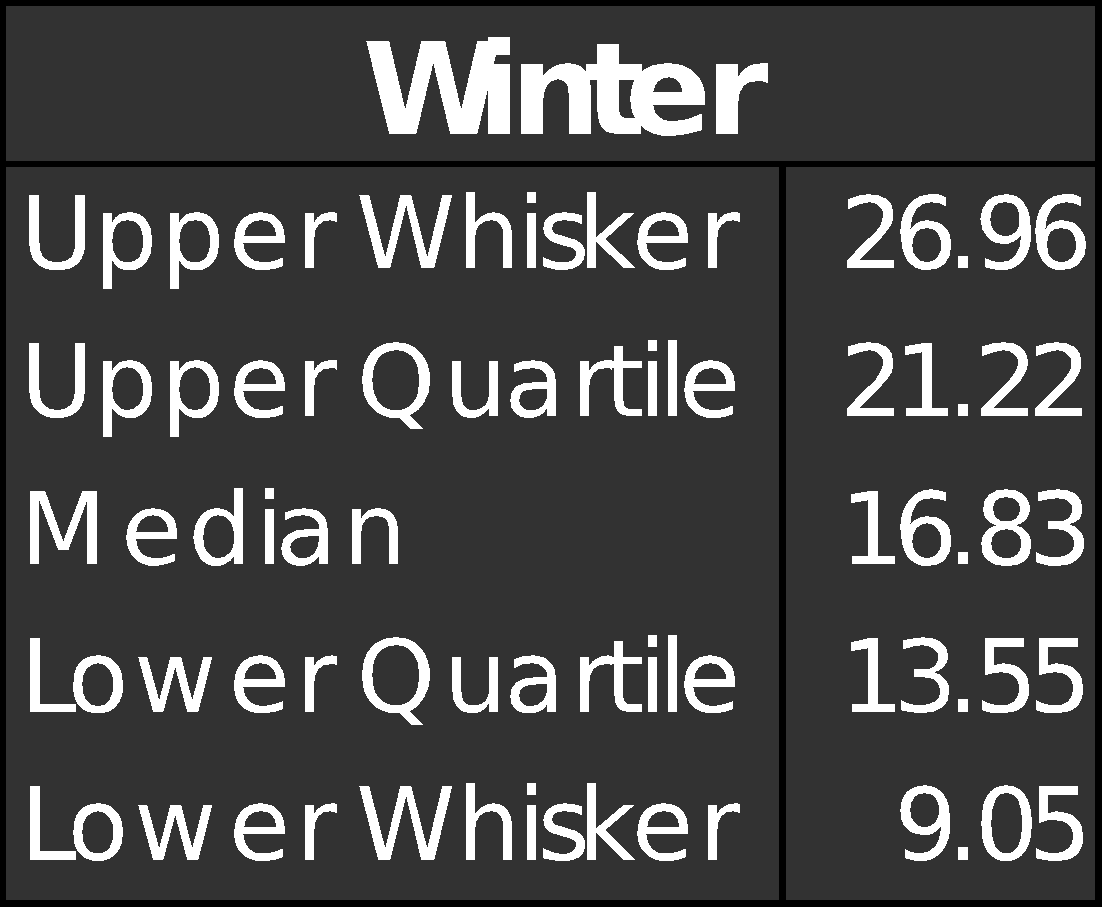 Winter
Upper Whisker 26.96
Upper Quartile 21.22
Median 16.83
Lower Quartile 13.55
Lower Whisker 9.05